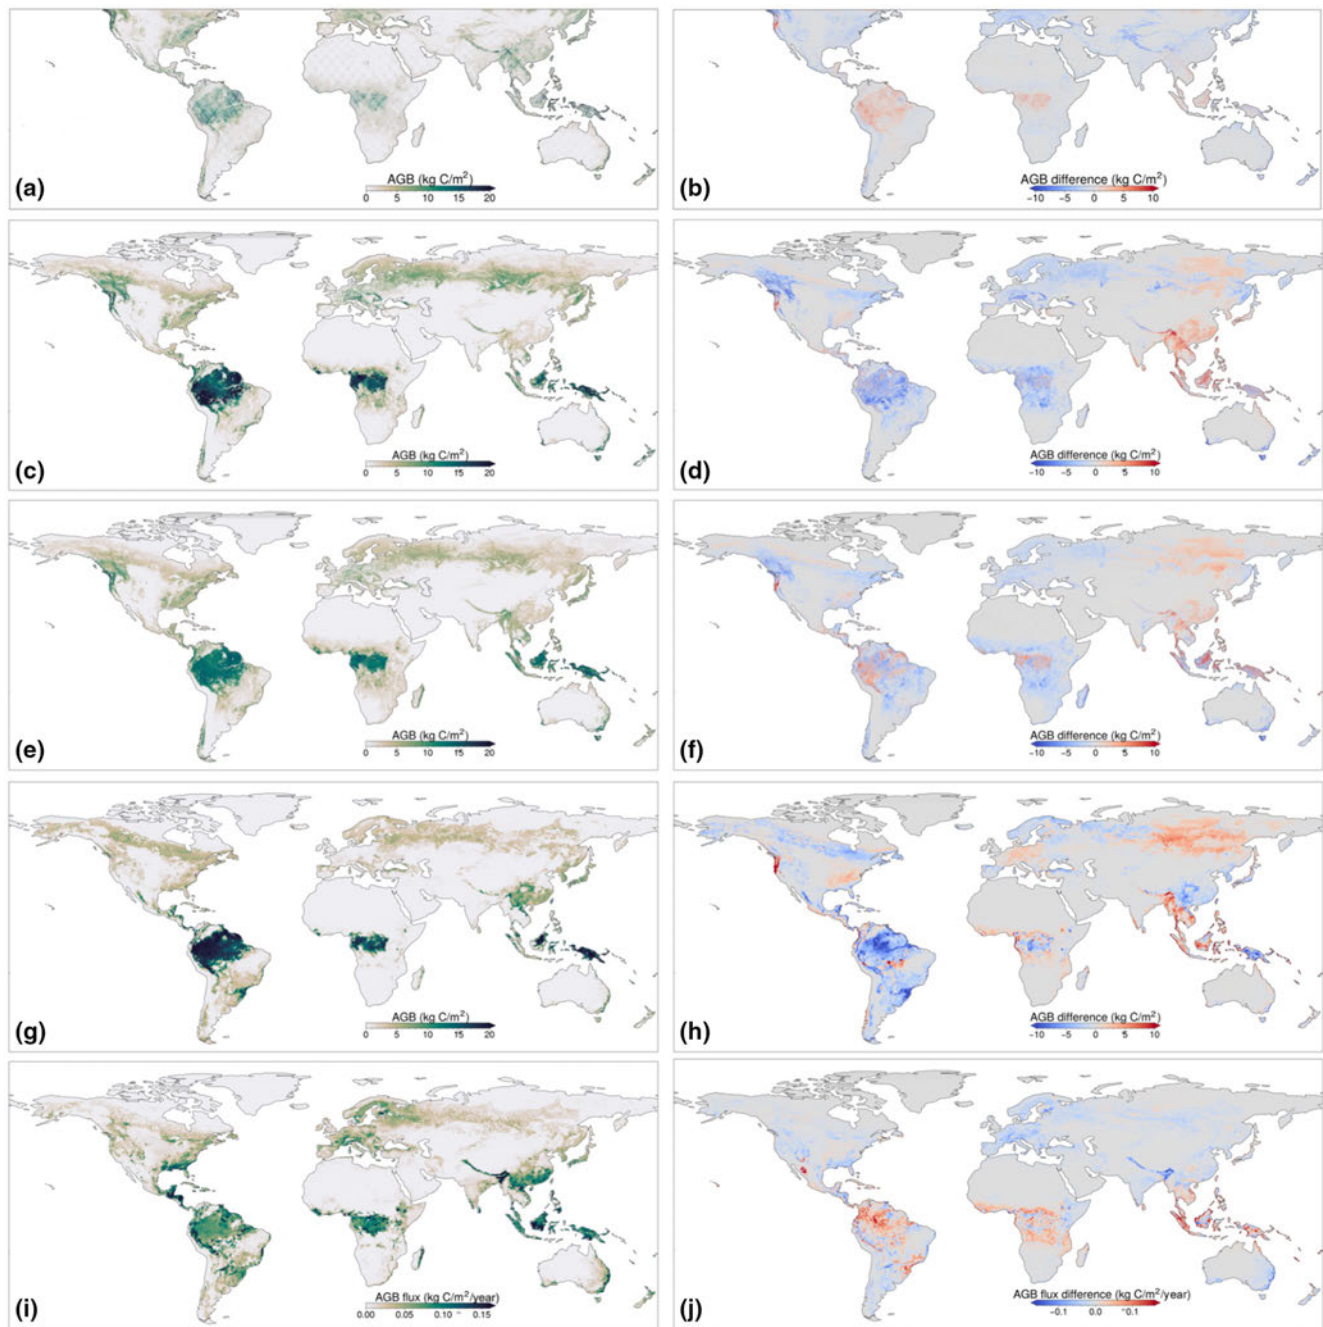 AGB (kg C/m²)
0 5 10 15 20
(a)
AGB difference (kg C/m²)
−10 −5 0 5 10
(b)
AGB (kg C/m²)
0 5 10 15 20
(c)
AGB difference (kg C/m²)
−10 −5 0 5 10
(d)
AGB (kg C/m²)
0 5 10 15 20
(e)
AGB difference (kg C/m²)
−10 −5 0 5 10
(f)
AGB (kg C/m²)
0 5 10 15 20
(g)
AGB difference (kg C/m²)
−10 −5 0 5 10
(h)
AGB flux (kg C/m²/year)
0.00 0.05 0.10 0.15
(i)
AGB flux difference (kg C/m²/year)
−0.1 0.0 0.1
(j)